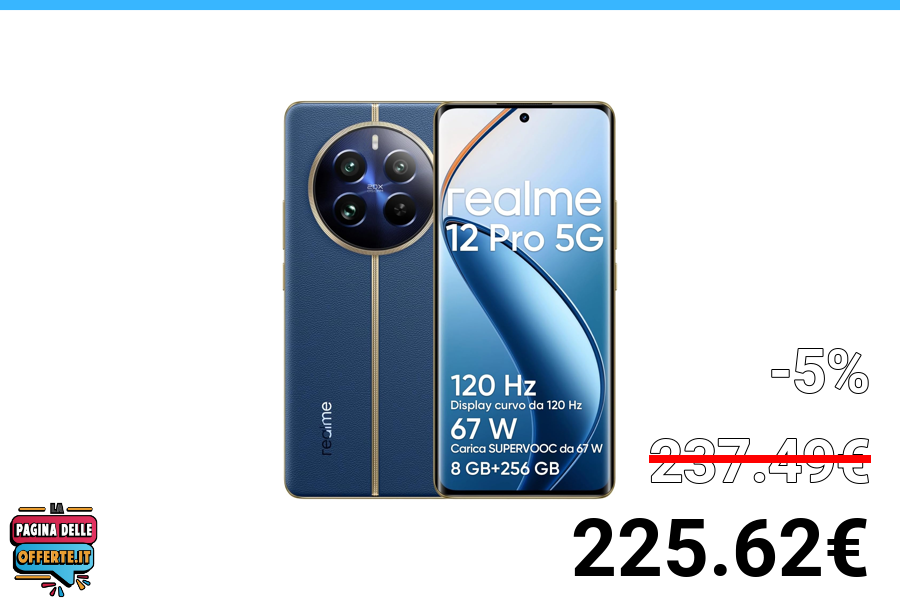 20X
realme
realme
12 Pro 5G
120 Hz
Display curvo da 120 Hz
67 W
Carica SUPERVOOC da 67 W
8 GB+256 GB
-5%
237.49€
225.62€
LA
PAGINA DELLE
OFFERTE.IT